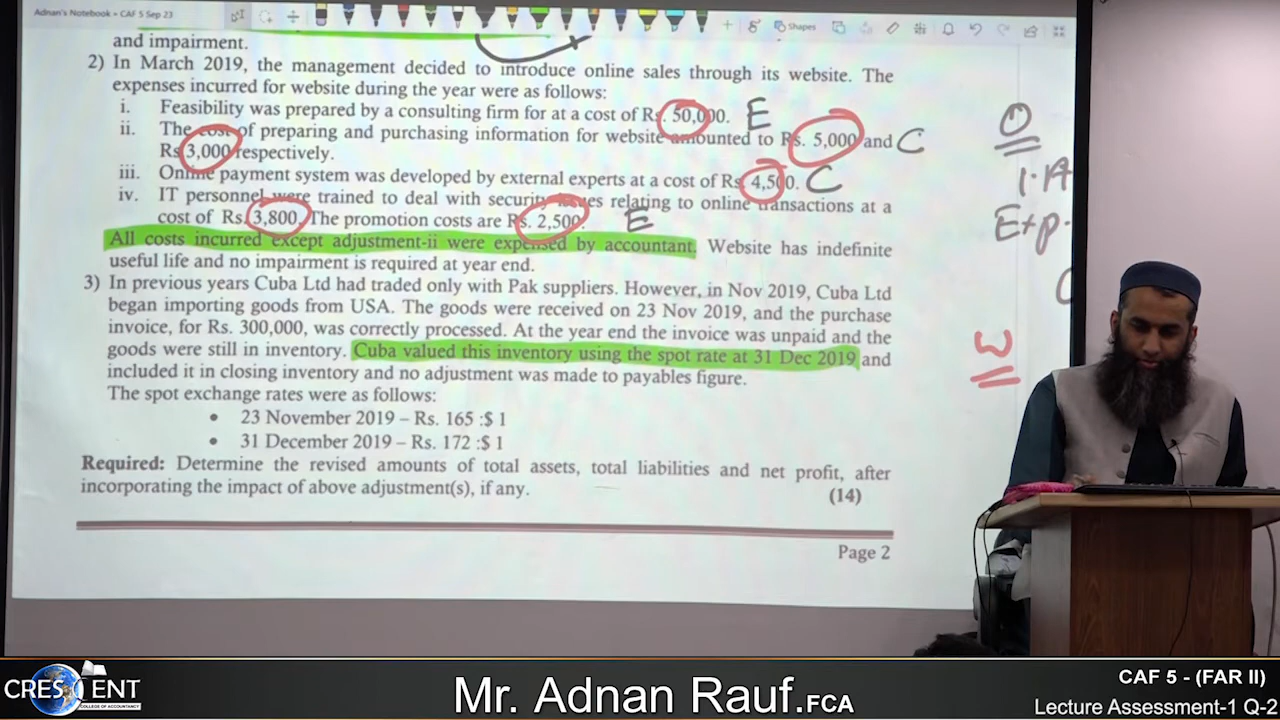 Adnan's Notebook » CAF 5 Sep 23
Shapes
and impairment.
2) In March 2019, the management decided to introduce online sales through its website. The
expenses incurred for website during the year were as follows:
i. Feasibility was prepared by a consulting firm for at a cost of Rs. 50,000. E
ii. The cost of preparing and purchasing information for website amounted to Rs. 5,000 and C
Rs 3,000 respectively.
iii. Online payment system was developed by external experts at a cost of Rs 4,500. C
iv. IT personnel were trained to deal with security issues relating to online transactions at a
cost of Rs. 3,800. The promotion costs are Rs. 2,500. E
All costs incurred except adjustment-ii were expensed by accountant. Website has indefinite
useful life and no impairment is required at year end.
3) In previous years Cuba Ltd had traded only with Pak suppliers. However, in Nov 2019, Cuba Ltd
began importing goods from USA. The goods were received on 23 Nov 2019, and the purchase
invoice, for Rs. 300,000, was correctly processed. At the year end the invoice was unpaid and the
goods were still in inventory. Cuba valued this inventory using the spot rate at 31 Dec 2019 and
included it in closing inventory and no adjustment was made to payables figure.
The spot exchange rates were as follows:
• 23 November 2019 – Rs. 165 :$ 1
• 31 December 2019 – Rs. 172 :$ 1
Required: Determine the revised amounts of total assets, total liabilities and net profit, after
incorporating the impact of above adjustment(s), if any. (14)
Page 2
I.A
Exp.
W
CRESCENT
COLLEGE OF ACCOUNTANCY
Mr. Adnan Rauf.FCA
CAF 5 - (FAR II)
Lecture Assessment-1 Q-2